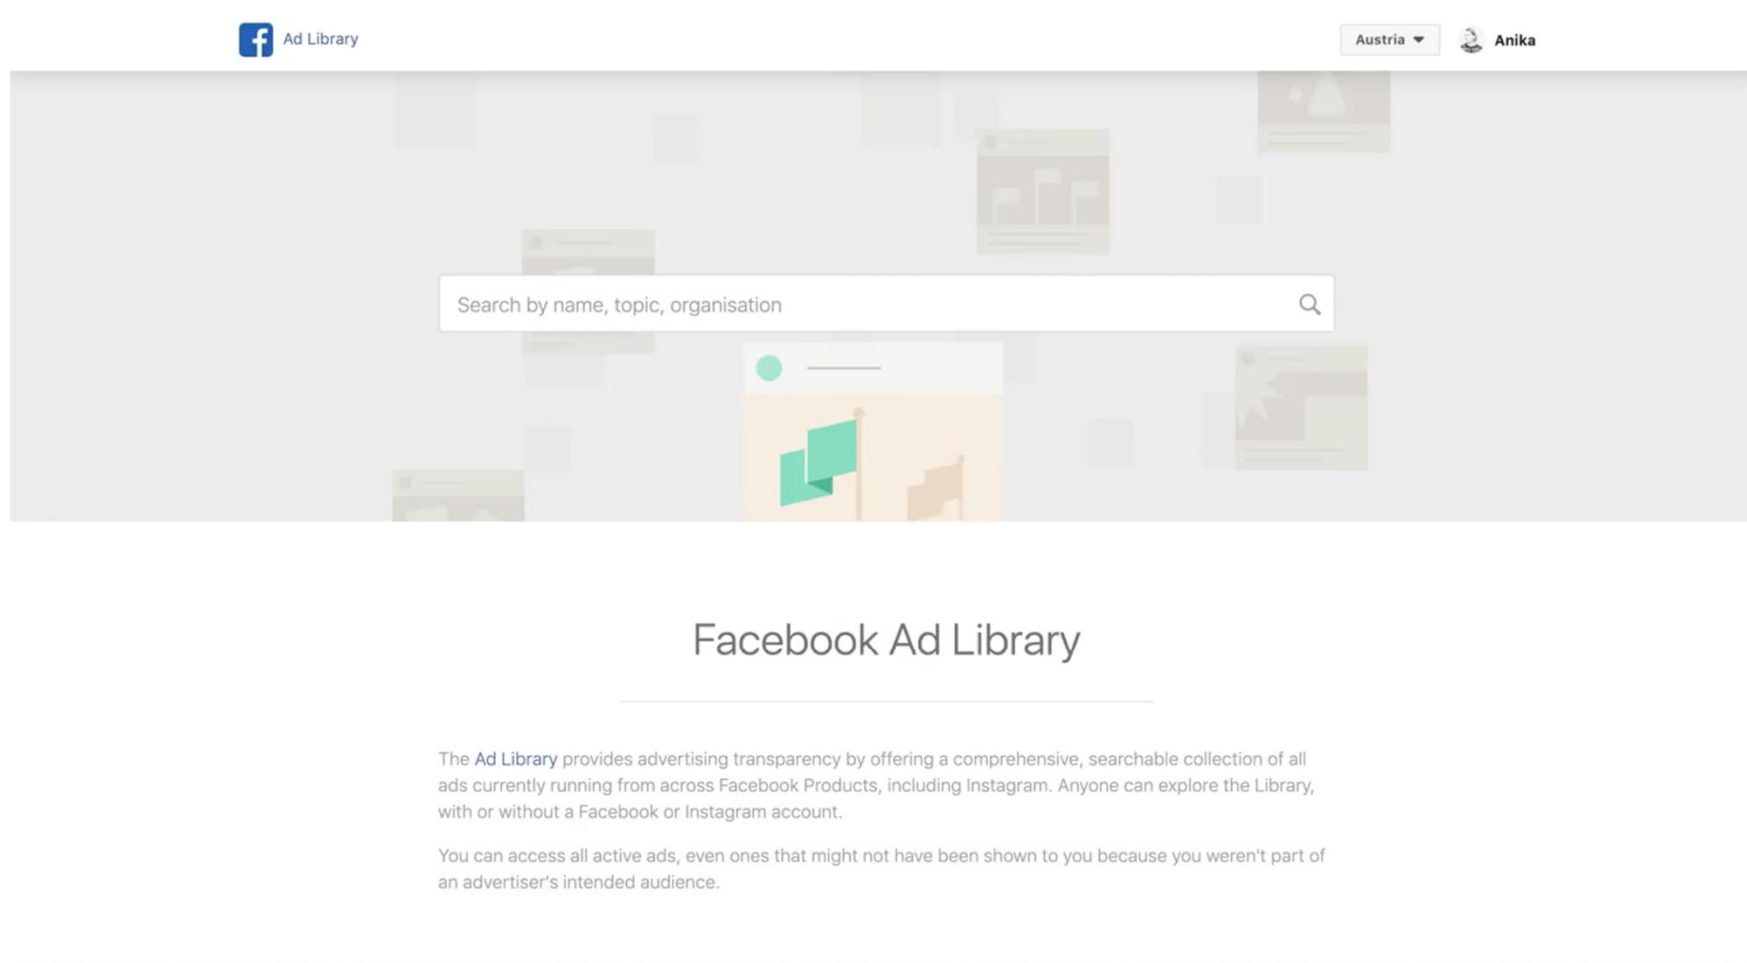 Ad Library
Austria
Anika
Search by name, topic, organisation
Facebook Ad Library
The Ad Library provides advertising transparency by offering a comprehensive, searchable collection of all
ads currently running from across Facebook Products, including Instagram. Anyone can explore the Library,
with or without a Facebook or Instagram account.
You can access all active ads, even ones that might not have been shown to you because you weren't part of
an advertiser's intended audience.